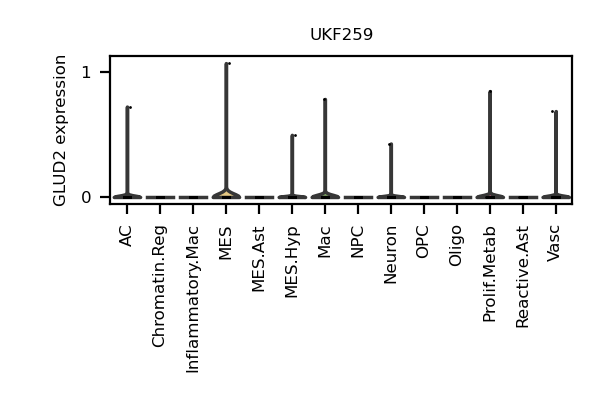 UKF259
GLUD2 expression
1
0
AC
Chromatin.Reg
Inflammatory.Mac
MES
MES.Ast
MES.Hyp
Mac
NPC
Neuron
OPC
Oligo
Prolif.Metab
Reactive.Ast
Vasc